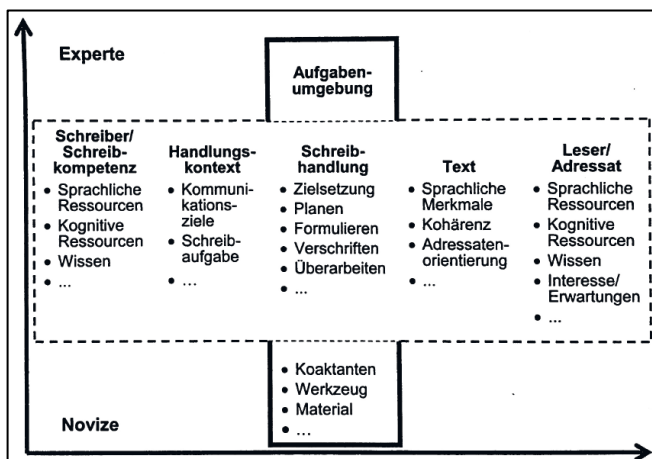 Experte
Aufgaben-
umgebung
Schreiber/
Schreib-
kompetenz
• Sprachliche
Ressourcen
• Kognitive
Ressourcen
• Wissen
• ...
Handlungs-
kontext
• Kommuni-
kations-
ziele
• Schreib-
aufgabe
• ...
Schreib-
handlung
• Zielsetzung
• Planen
• Formulieren
• Verschriften
• Überarbeiten
• ...
Text
• Sprachliche
Merkmale
• Kohärenz
• Adressaten-
orientierung
• ...
Leser/
Adressat
• Sprachliche
Ressourcen
• Kognitive
Ressourcen
• Wissen
• Interesse/
Erwartungen
• ...
• Koaktanten
• Werkzeug
• Material
• ...
Novize